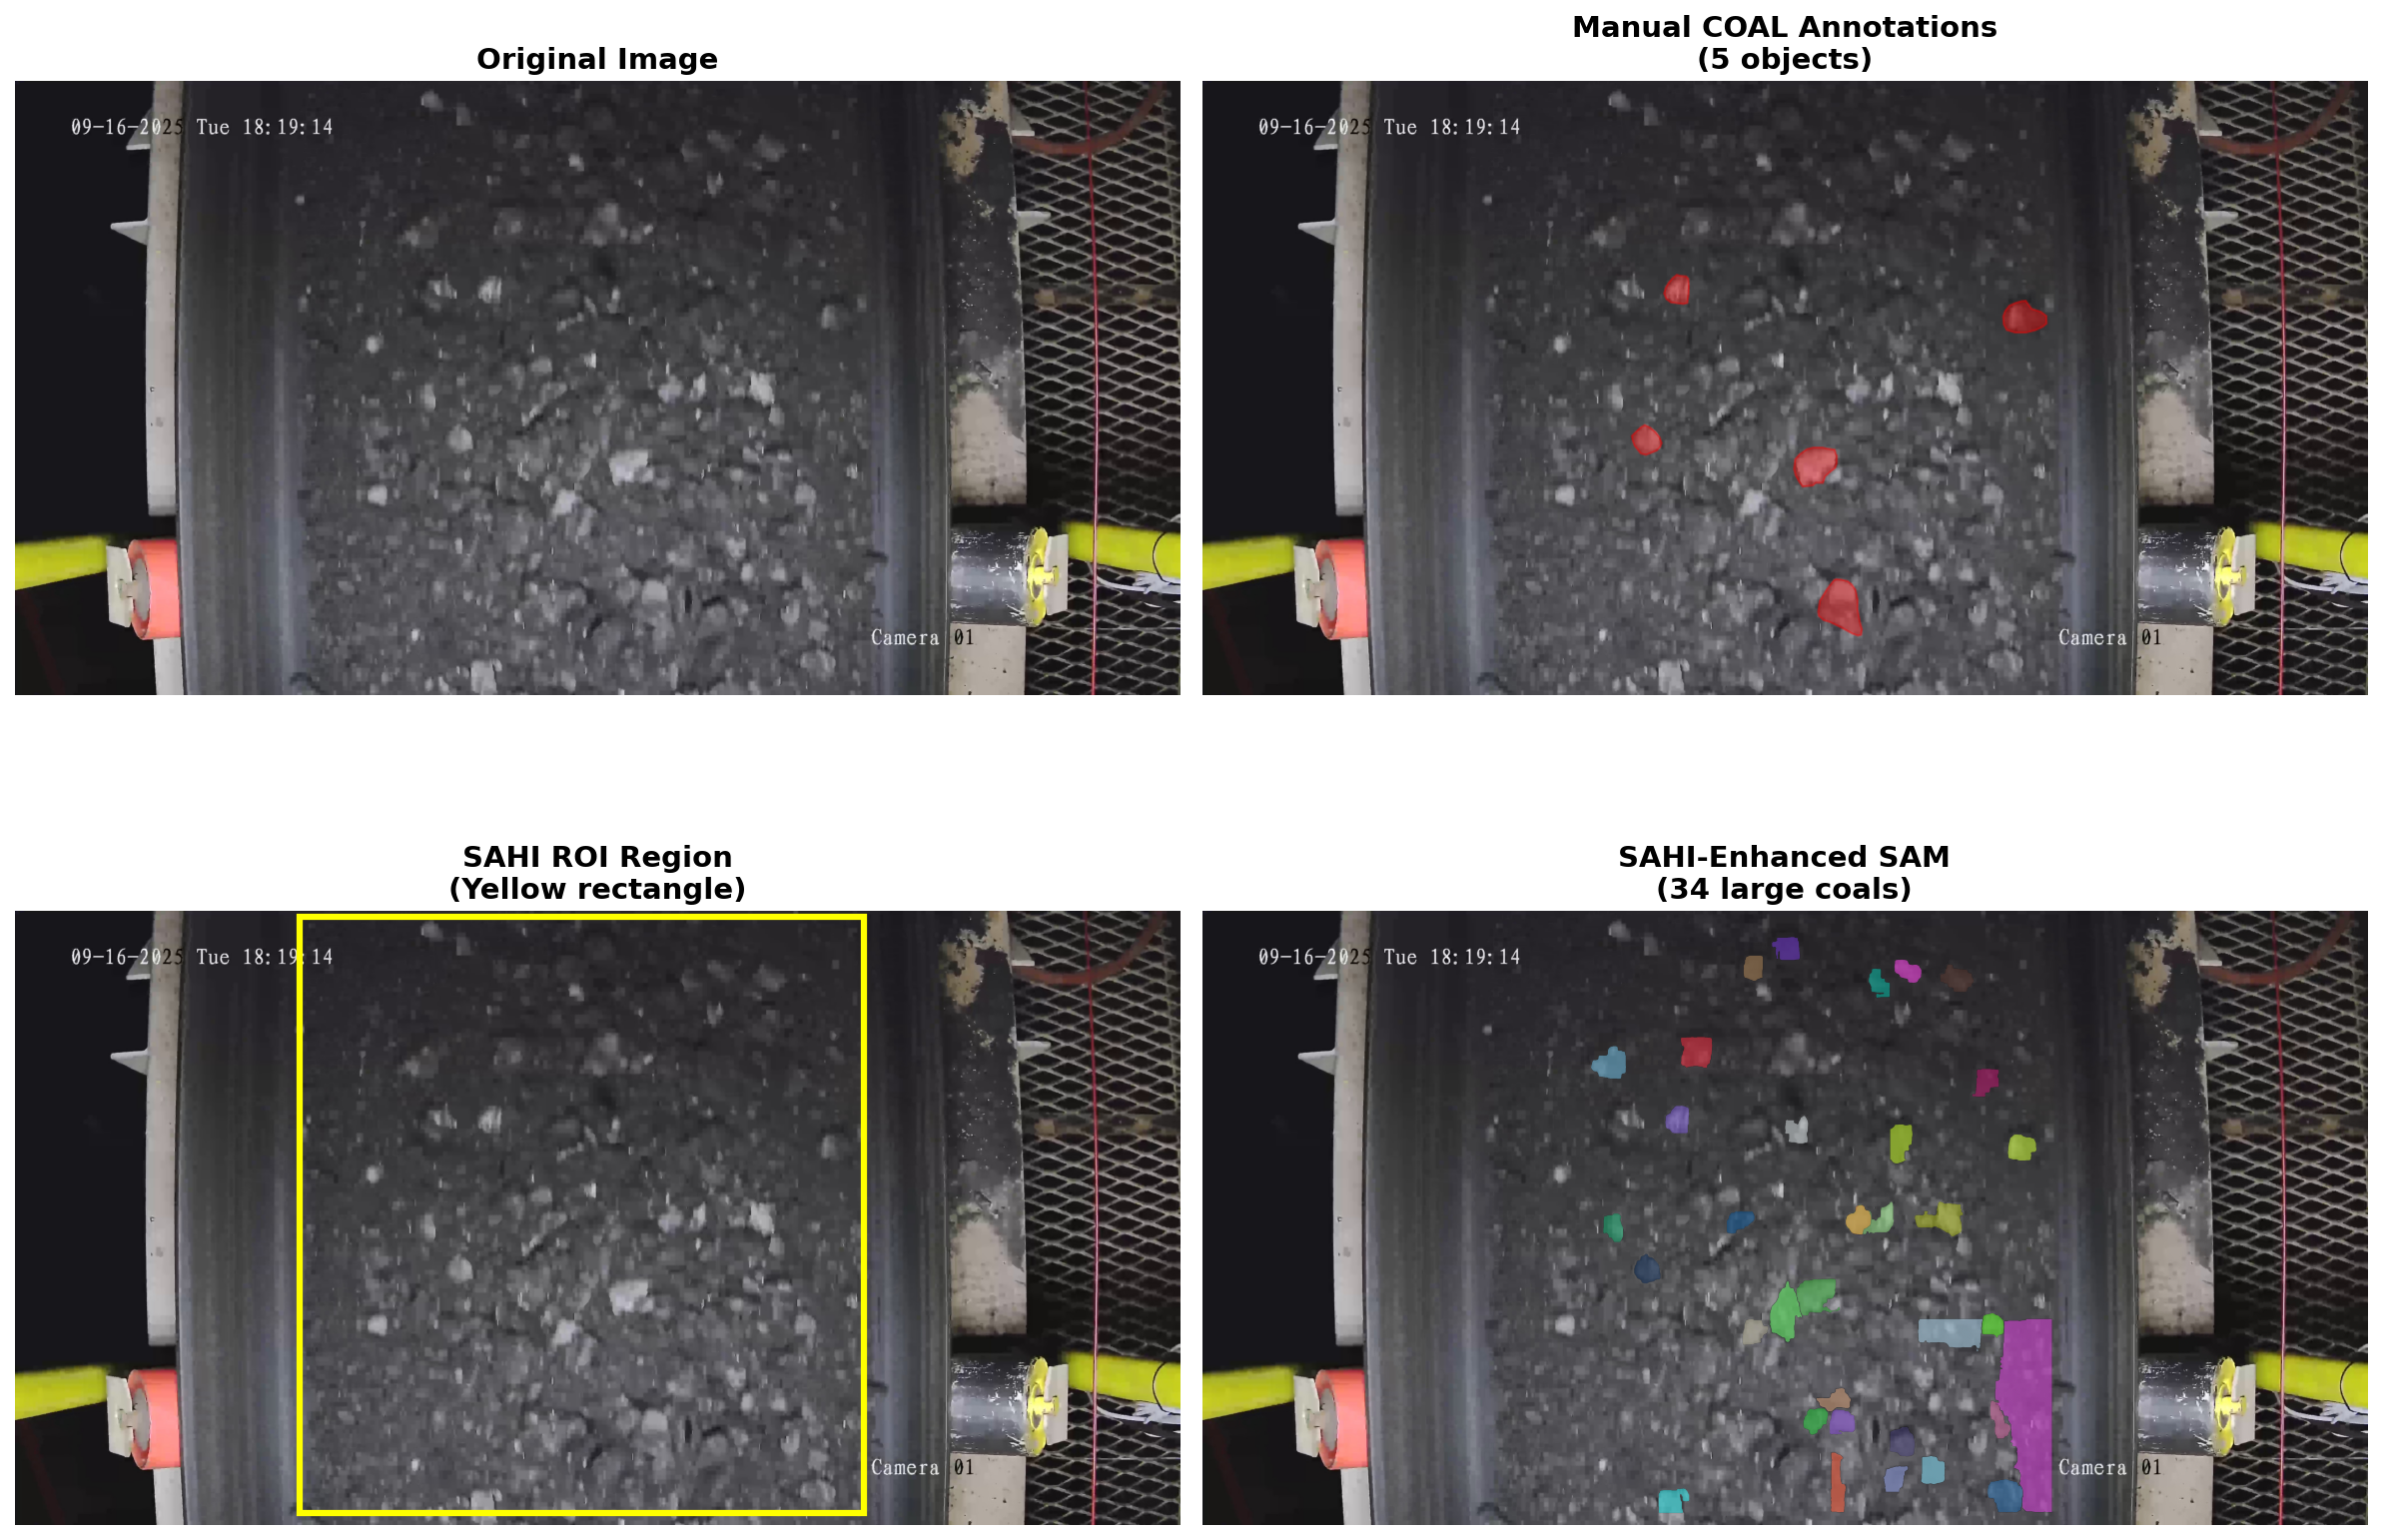 Original Image
09-16-2025 Tue 18:19:14
Camera 01
Manual COAL Annotations
(5 objects)
09-16-2025 Tue 18:19:14
Camera 01
SAHI ROI Region
(Yellow rectangle)
09-16-2025 Tue 18:19:14
Camera 01
SAHI-Enhanced SAM
(34 large coals)
09-16-2025 Tue 18:19:14
Camera 01